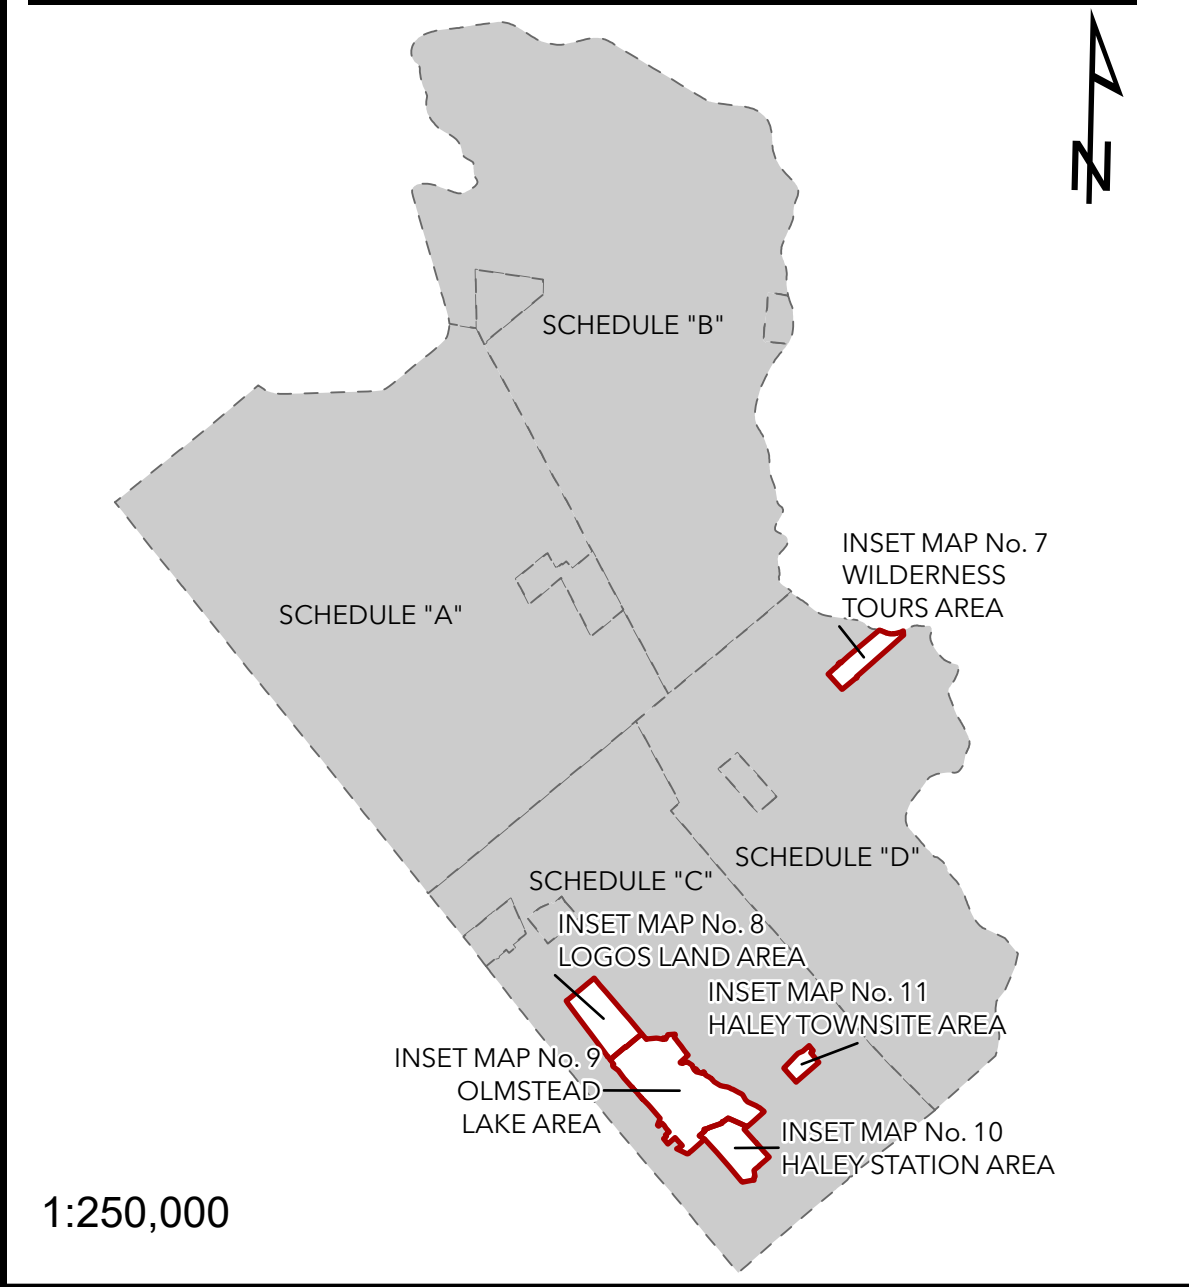 N
SCHEDULE "B"
INSET MAP No. 7
WILDERNESS
TOURS AREA
SCHEDULE "A"
SCHEDULE "D"
SCHEDULE "C"
INSET MAP No. 8
LOGOS LAND AREA
INSET MAP No. 11
HALEY TOWNSITE AREA
INSET MAP No. 9
OLMSTEAD
LAKE AREA
INSET MAP No. 10
HALEY STATION AREA
1:250,000